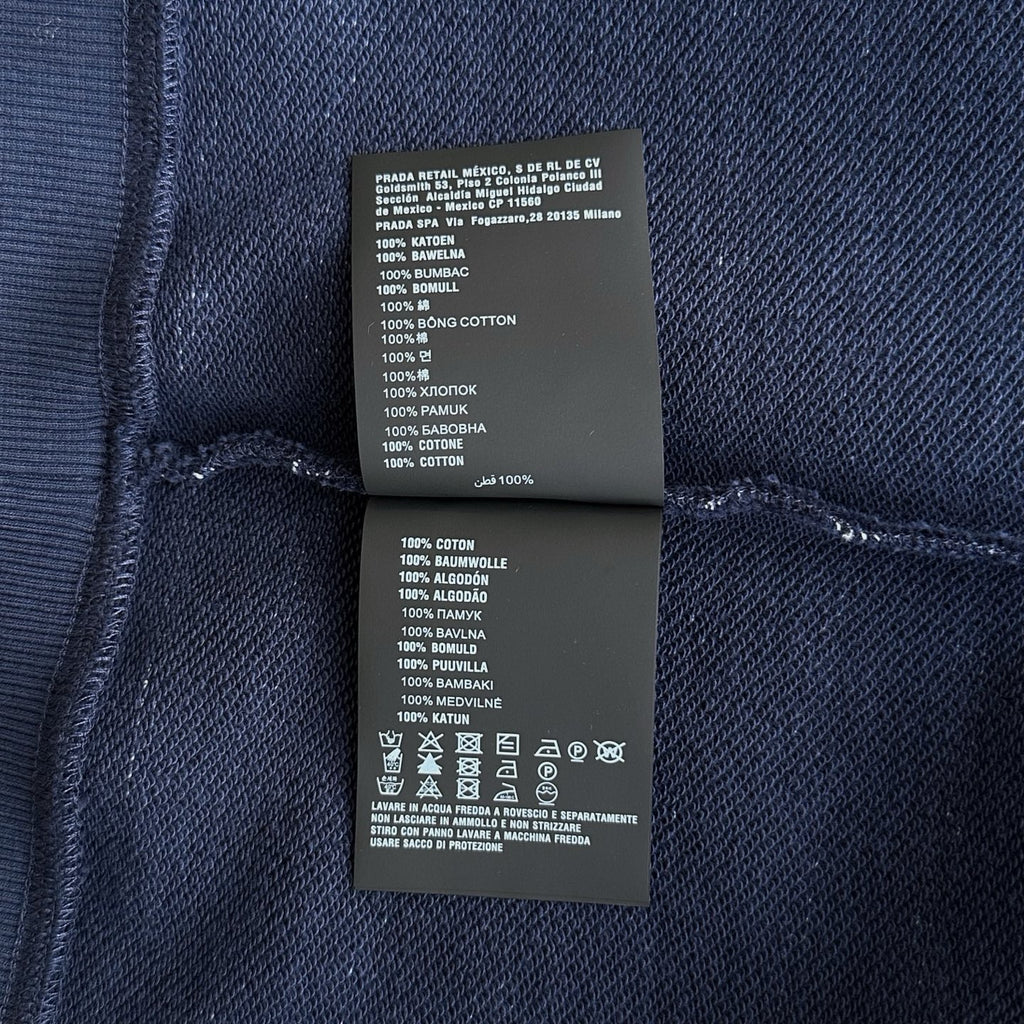 PRADA RETAIL MÉXICO, S DE RL DE CV
Goldsmith 53, Piso 2 Colonia Polanco III
Sección Alcaldía Miguel Hidalgo Ciudad
de Mexico - Mexico CP 11560
PRADA SPA Via Fogazzaro,28 20135 Milano
100% KATOEN
100% BAWELNA
100% BUMBAC
100% BOMULL
100% 綿
100% BÔNG COTTON
100% 棉
100% 면
100% 棉
100% ХЛОПОК
100% PAMUK
100% БАВОВНА
100% COTONE
100% COTTON
100% قطن
100% COTON
100% BAUMWOLLE
100% ALGODÓN
100% ALGODÃO
100% ПАМУК
100% BAVLNA
100% BOMULD
100% PUUVILLA
100% BAMBAKI
100% MEDVILNĖ
100% KATUN
P W
P
LAVARE IN ACQUA FREDDA A ROVESCIO E SEPARATAMENTE
NON LASCIARE IN AMMOLLO E NON STRIZZARE
STIRO CON PANNO LAVARE A MACCHINA FREDDA
USARE SACCO DI PROTEZIONE